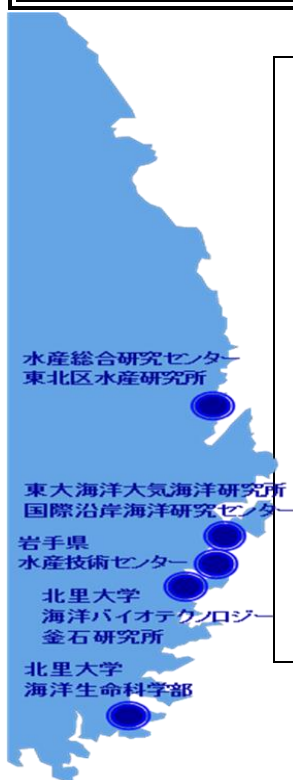 水産総合研究センター
東北区水産研究所
東大海洋大気海洋研究所
国際沿岸海洋研究センター
岩手県
水産技術センター
北里大学
海洋バイオテクノロジー
釜石研究所
北里大学
海洋生命科学部